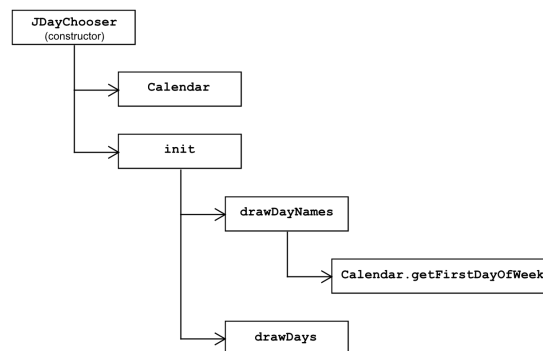 JDayChooser
(constructor)
Calendar
init
drawDayNames
Calendar.getFirstDayOfWeek
drawDays